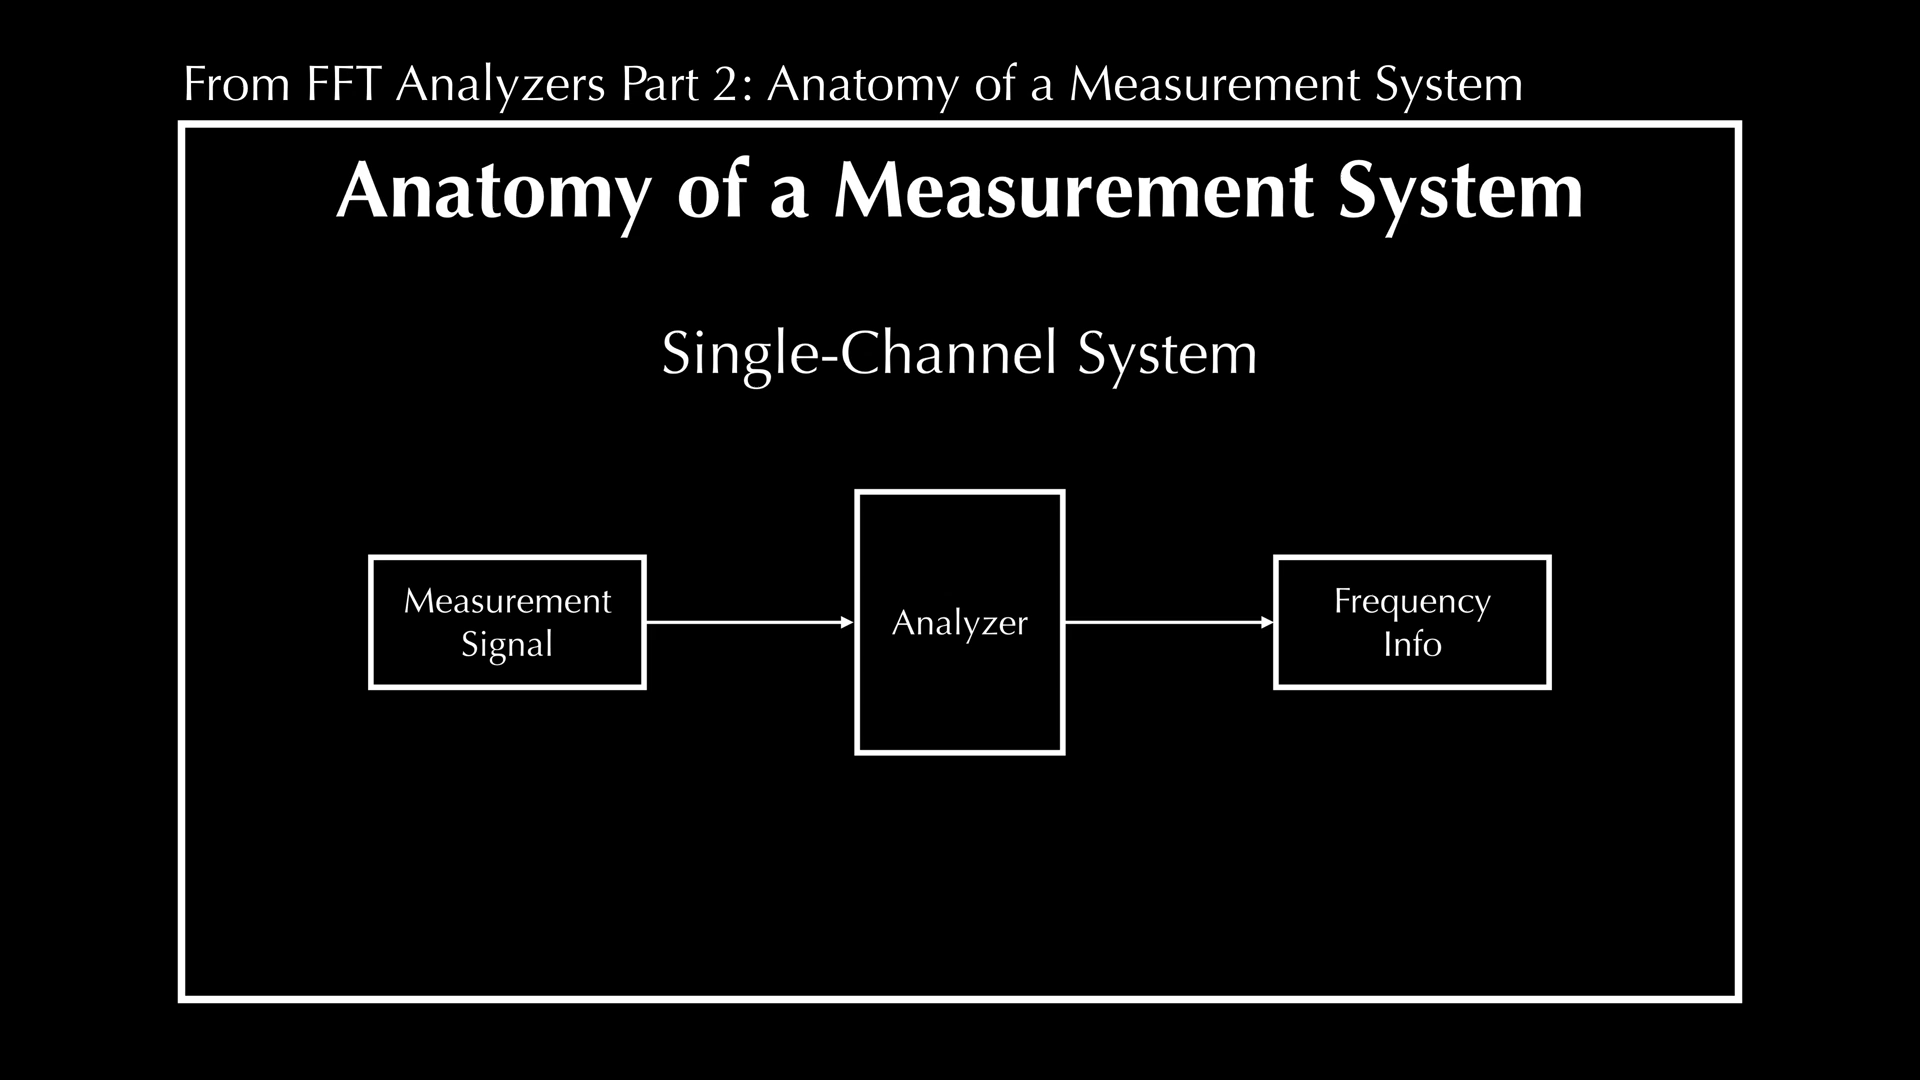 From FFT Analyzers Part 2: Anatomy of a Measurement System
Anatomy of a Measurement System
Single-Channel System
Measurement
Signal
Analyzer
Frequency
Info